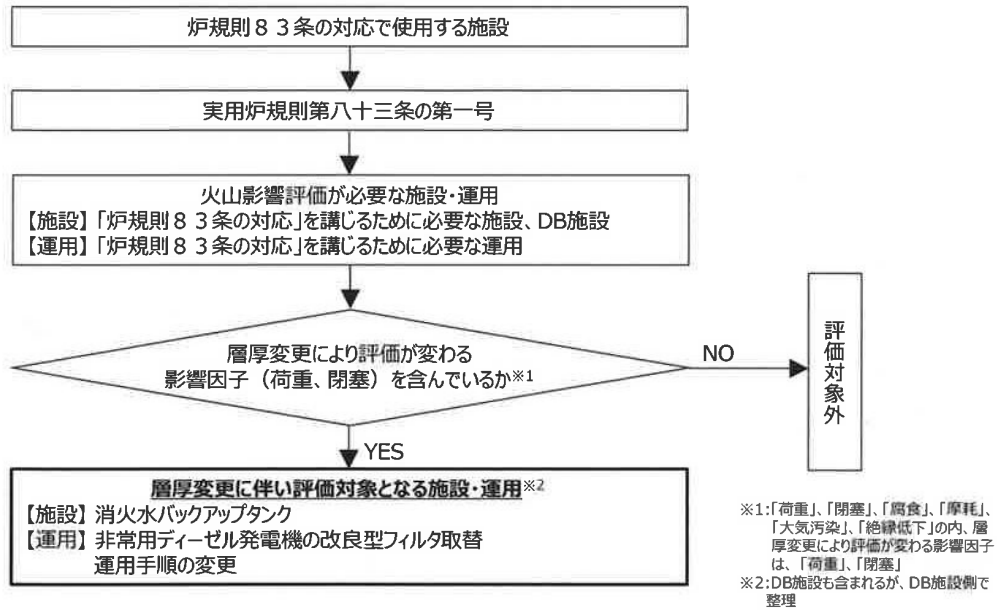 炉規則８３条の対応で使用する施設
実用炉規則第八十三条の第一号
火山影響評価が必要な施設・運用
【施設】「炉規則８３条の対応」を講じるために必要な施設、DB施設
【運用】「炉規則８３条の対応」を講じるために必要な運用
層厚変更により評価が変わる
影響因子（荷重、閉塞）を含んでいるか※1
NO
評価対象外
YES
層厚変更に伴い評価対象となる施設・運用※2
【施設】消火水バックアップタンク
【運用】非常用ディーゼル発電機の改良型フィルタ取替
運用手順の変更
※1:「荷重」、「閉塞」、「腐食」、「摩耗」、
「大気汚染」、「絶縁低下」の内、層
厚変更により評価が変わる影響因子
は、「荷重」、「閉塞」
※2:DB施設も含まれるが、DB施設側で
整理